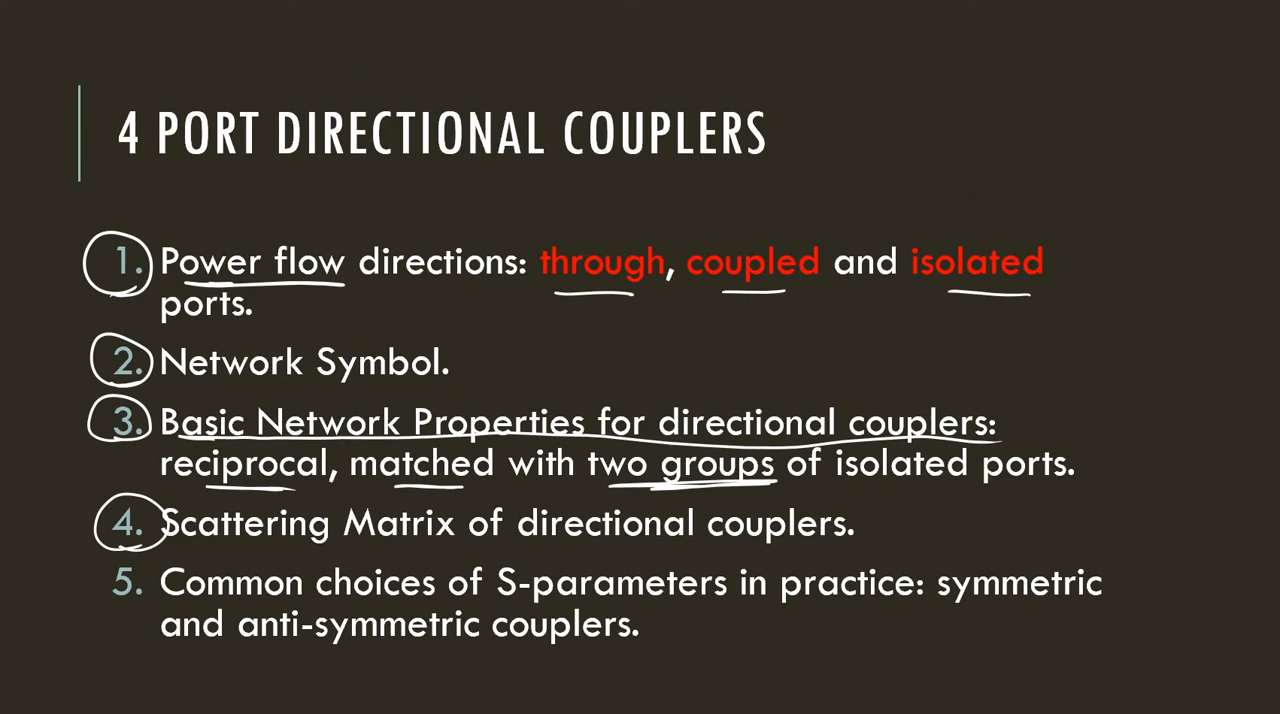 4 PORT DIRECTIONAL COUPLERS
1. Power flow directions: through, coupled and isolated
ports.
2. Network Symbol.
3. Basic Network Properties for directional couplers:
reciprocal, matched with two groups of isolated ports.
4. Scattering Matrix of directional couplers.
5. Common choices of S-parameters in practice: symmetric
and anti-symmetric couplers.